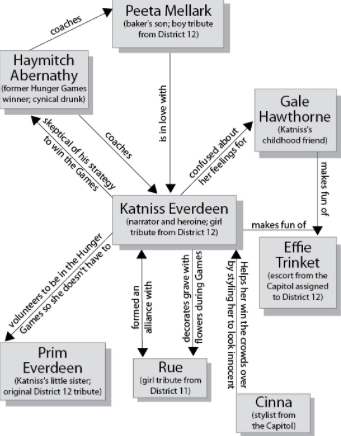 Peeta Mellark
(baker's son; boy tribute
from District 12)
coaches
Haymitch
Abernathy
(former Hunger Games
winner; cynical drunk)
is in love with
Gale
Hawthorne
(Katniss's
childhood friend)
coaches
skeptical of his strategy
to win the Games
confused about
her feelings for
makes fun of
Katniss Everdeen
(narrator and heroine; girl
tribute from District 12)
makes fun of
Effie
Trinket
(escort from the
Capitol assigned
to District 12)
volunteers to be in the Hunger
Games so she doesn't have to
formed an
alliance with
decorates grave with
flowers during Games
Helps her win the crowds over
by styling her to look innocent
Prim
Everdeen
(Katniss's little sister;
original District 12 tribute)
Rue
(girl tribute from
District 11)
Cinna
(stylist from
the Capitol)